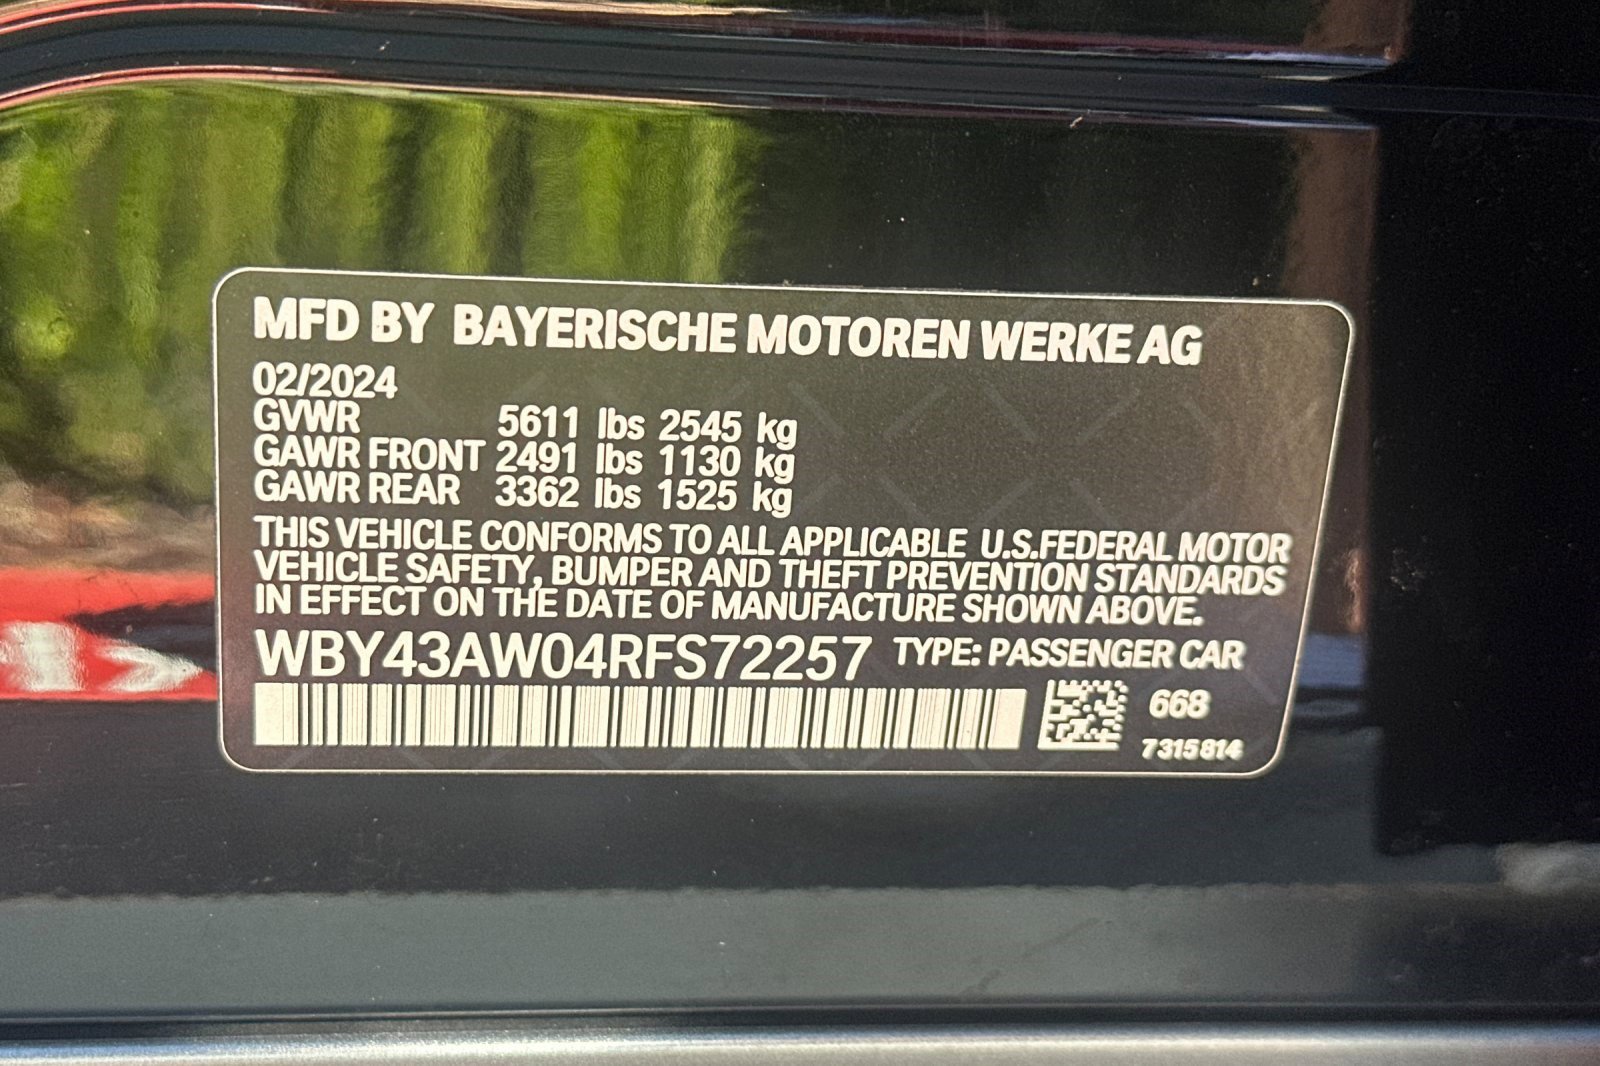 MFD BY BAYERISCHE MOTOREN WERKE AG
02/2024
GVWR 5611 lbs 2545 kg
GAWR FRONT 2491 lbs 1130 kg
GAWR REAR 3362 lbs 1525 kg
THIS VEHICLE CONFORMS TO ALL APPLICABLE U.S.FEDERAL MOTOR
VEHICLE SAFETY, BUMPER AND THEFT PREVENTION STANDARDS
IN EFFECT ON THE DATE OF MANUFACTURE SHOWN ABOVE.
WBY43AW04RFS72257 TYPE: PASSENGER CAR
668
7315814